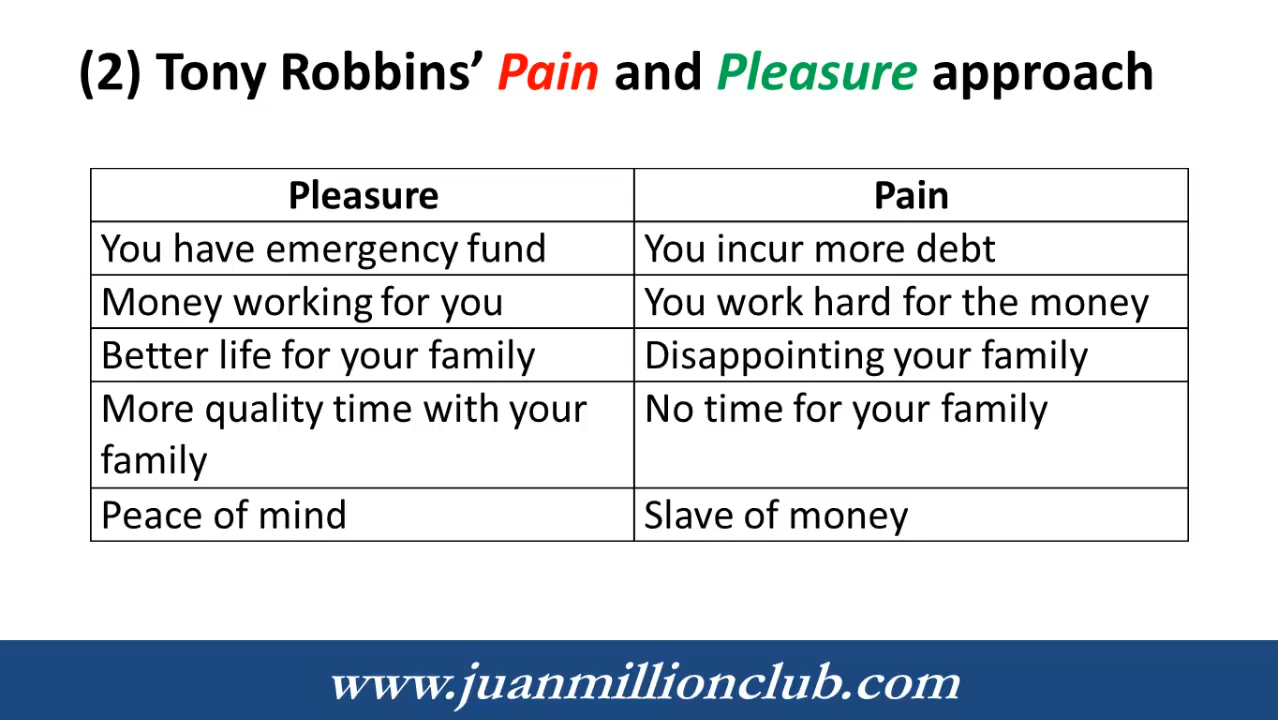 (2) Tony Robbins’ Pain and Pleasure approach
Pleasure Pain
You have emergency fund You incur more debt
Money working for you You work hard for the money
Better life for your family Disappointing your family
More quality time with your No time for your family
family
Peace of mind Slave of money
www.juanmillionclub.com